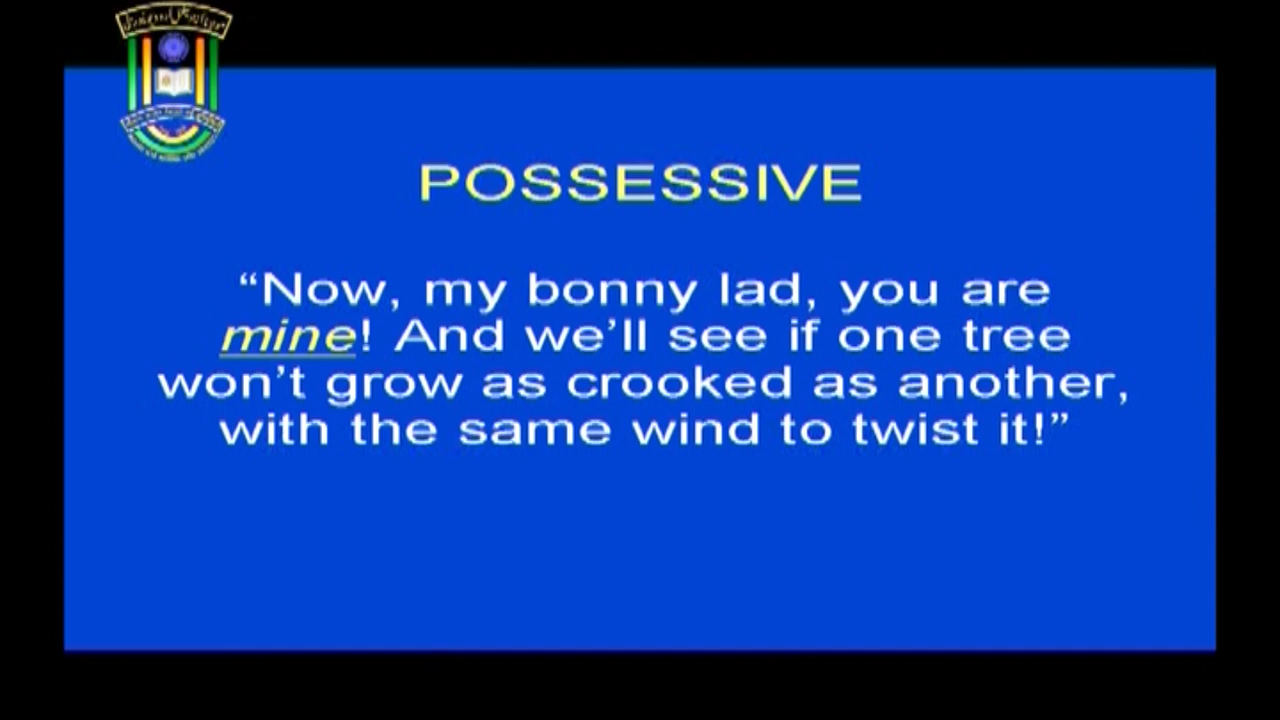 POSSESSIVE
“Now, my bonny lad, you are
mine! And we’ll see if one tree
won’t grow as crooked as another,
with the same wind to twist it!”